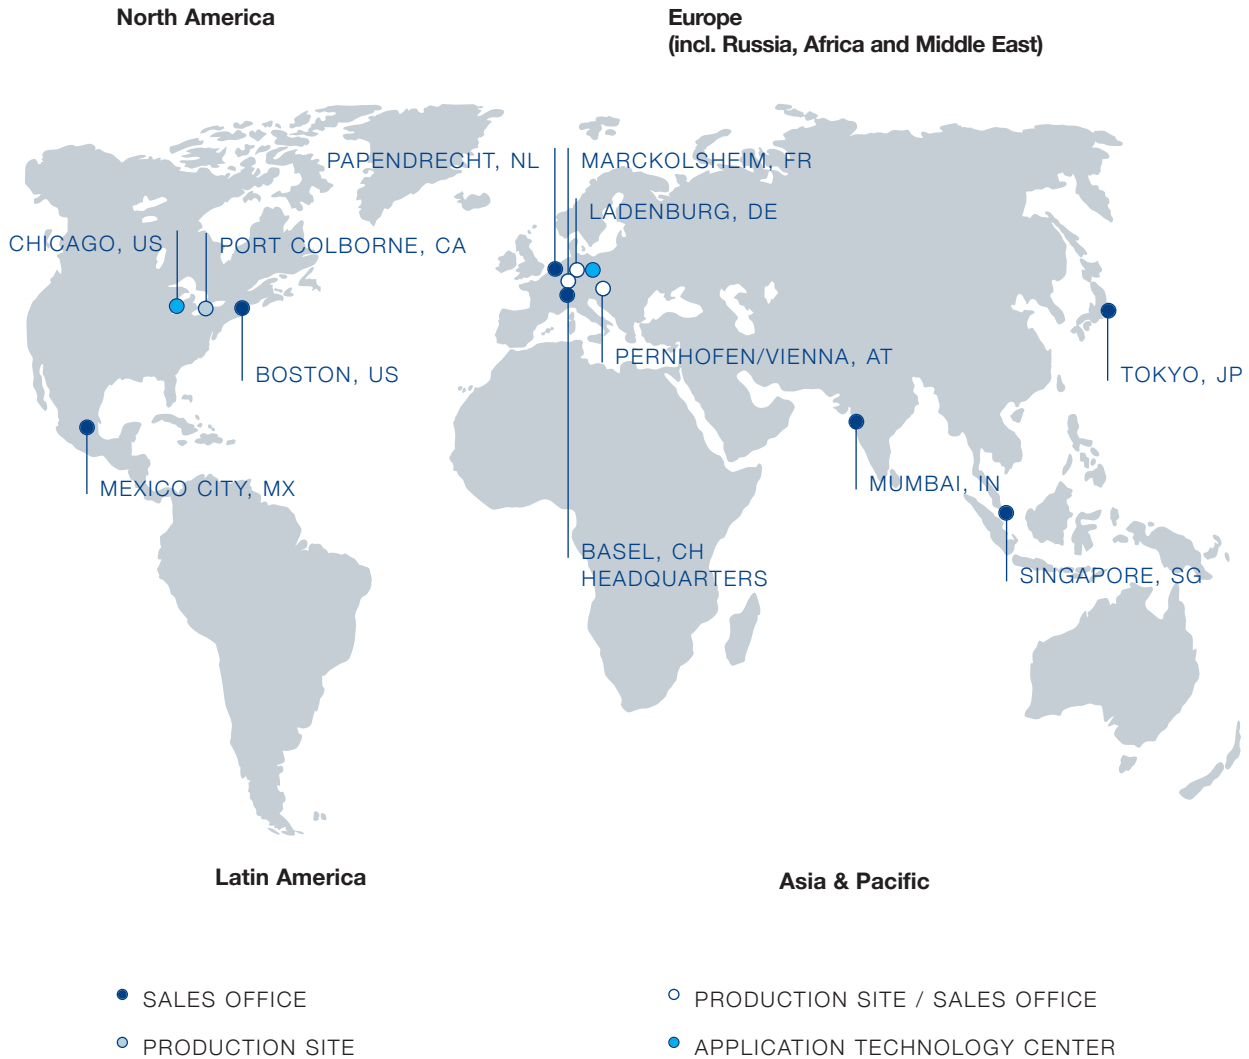 North America
Europe
(incl. Russia, Africa and Middle East)
PAPENDRECHT, NL
MARCKOLSHEIM, FR
LADENBURG, DE
CHICAGO, US
PORT COLBORNE, CA
PERNHOFEN/VIENNA, AT
BOSTON, US
TOKYO, JP
MEXICO CITY, MX
MUMBAI, IN
BASEL, CH
HEADQUARTERS
SINGAPORE, SG
Latin America
Asia & Pacific
SALES OFFICE
PRODUCTION SITE / SALES OFFICE
PRODUCTION SITE
APPLICATION TECHNOLOGY CENTER